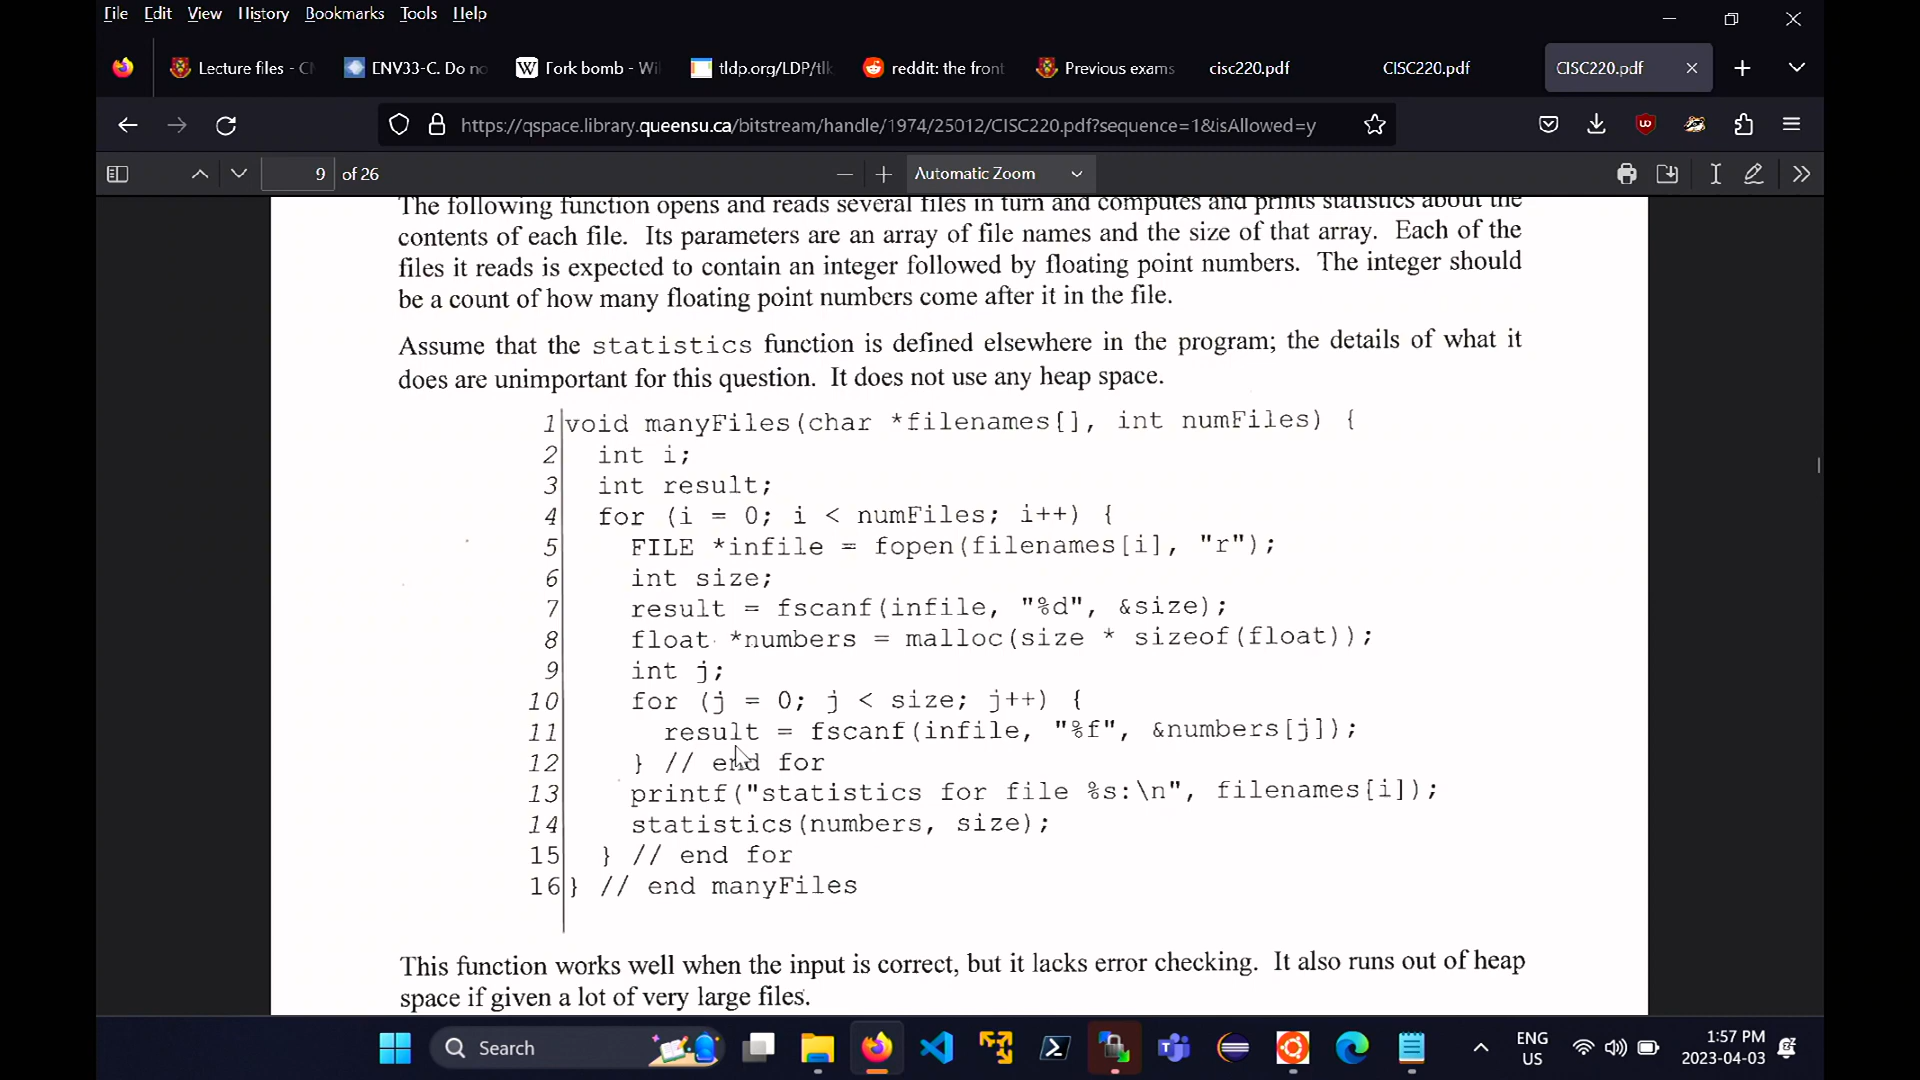 File Edit View History Bookmarks Tools Help
Lecture files - CM ENV33-C. Do no Fork bomb - Wil tldp.org/LDP/tlk reddit: the front Previous exams cisc220.pdf CISC220.pdf CISC220.pdf
https://qspace.library.queensu.ca/bitstream/handle/1974/25012/CISC220.pdf?sequence=1&isAllowed=y
9 of 26 Automatic Zoom
The following function opens and reads several files in turn and computes and prints statistics about the
contents of each file. Its parameters are an array of file names and the size of that array. Each of the
files it reads is expected to contain an integer followed by floating point numbers. The integer should
be a count of how many floating point numbers come after it in the file.
Assume that the statistics function is defined elsewhere in the program; the details of what it
does are unimportant for this question. It does not use any heap space.
1 void manyFiles(char *filenames[], int numFiles) {
2 int i;
3 int result;
4 for (i = 0; i < numFiles; i++) {
5 FILE *infile = fopen(filenames[i], "r");
6 int size;
7 result = fscanf(infile, "%d", &size);
8 float *numbers = malloc(size * sizeof(float));
9 int j;
10 for (j = 0; j < size; j++) {
11 result = fscanf(infile, "%f", &numbers[j]);
12 } // end for
13 printf("statistics for file %s:\n", filenames[i]);
14 statistics(numbers, size);
15 } // end for
16 } // end manyFiles
This function works well when the input is correct, but it lacks error checking. It also runs out of heap
space if given a lot of very large files.
Search
ENG
US
1:57 PM
2023-04-03